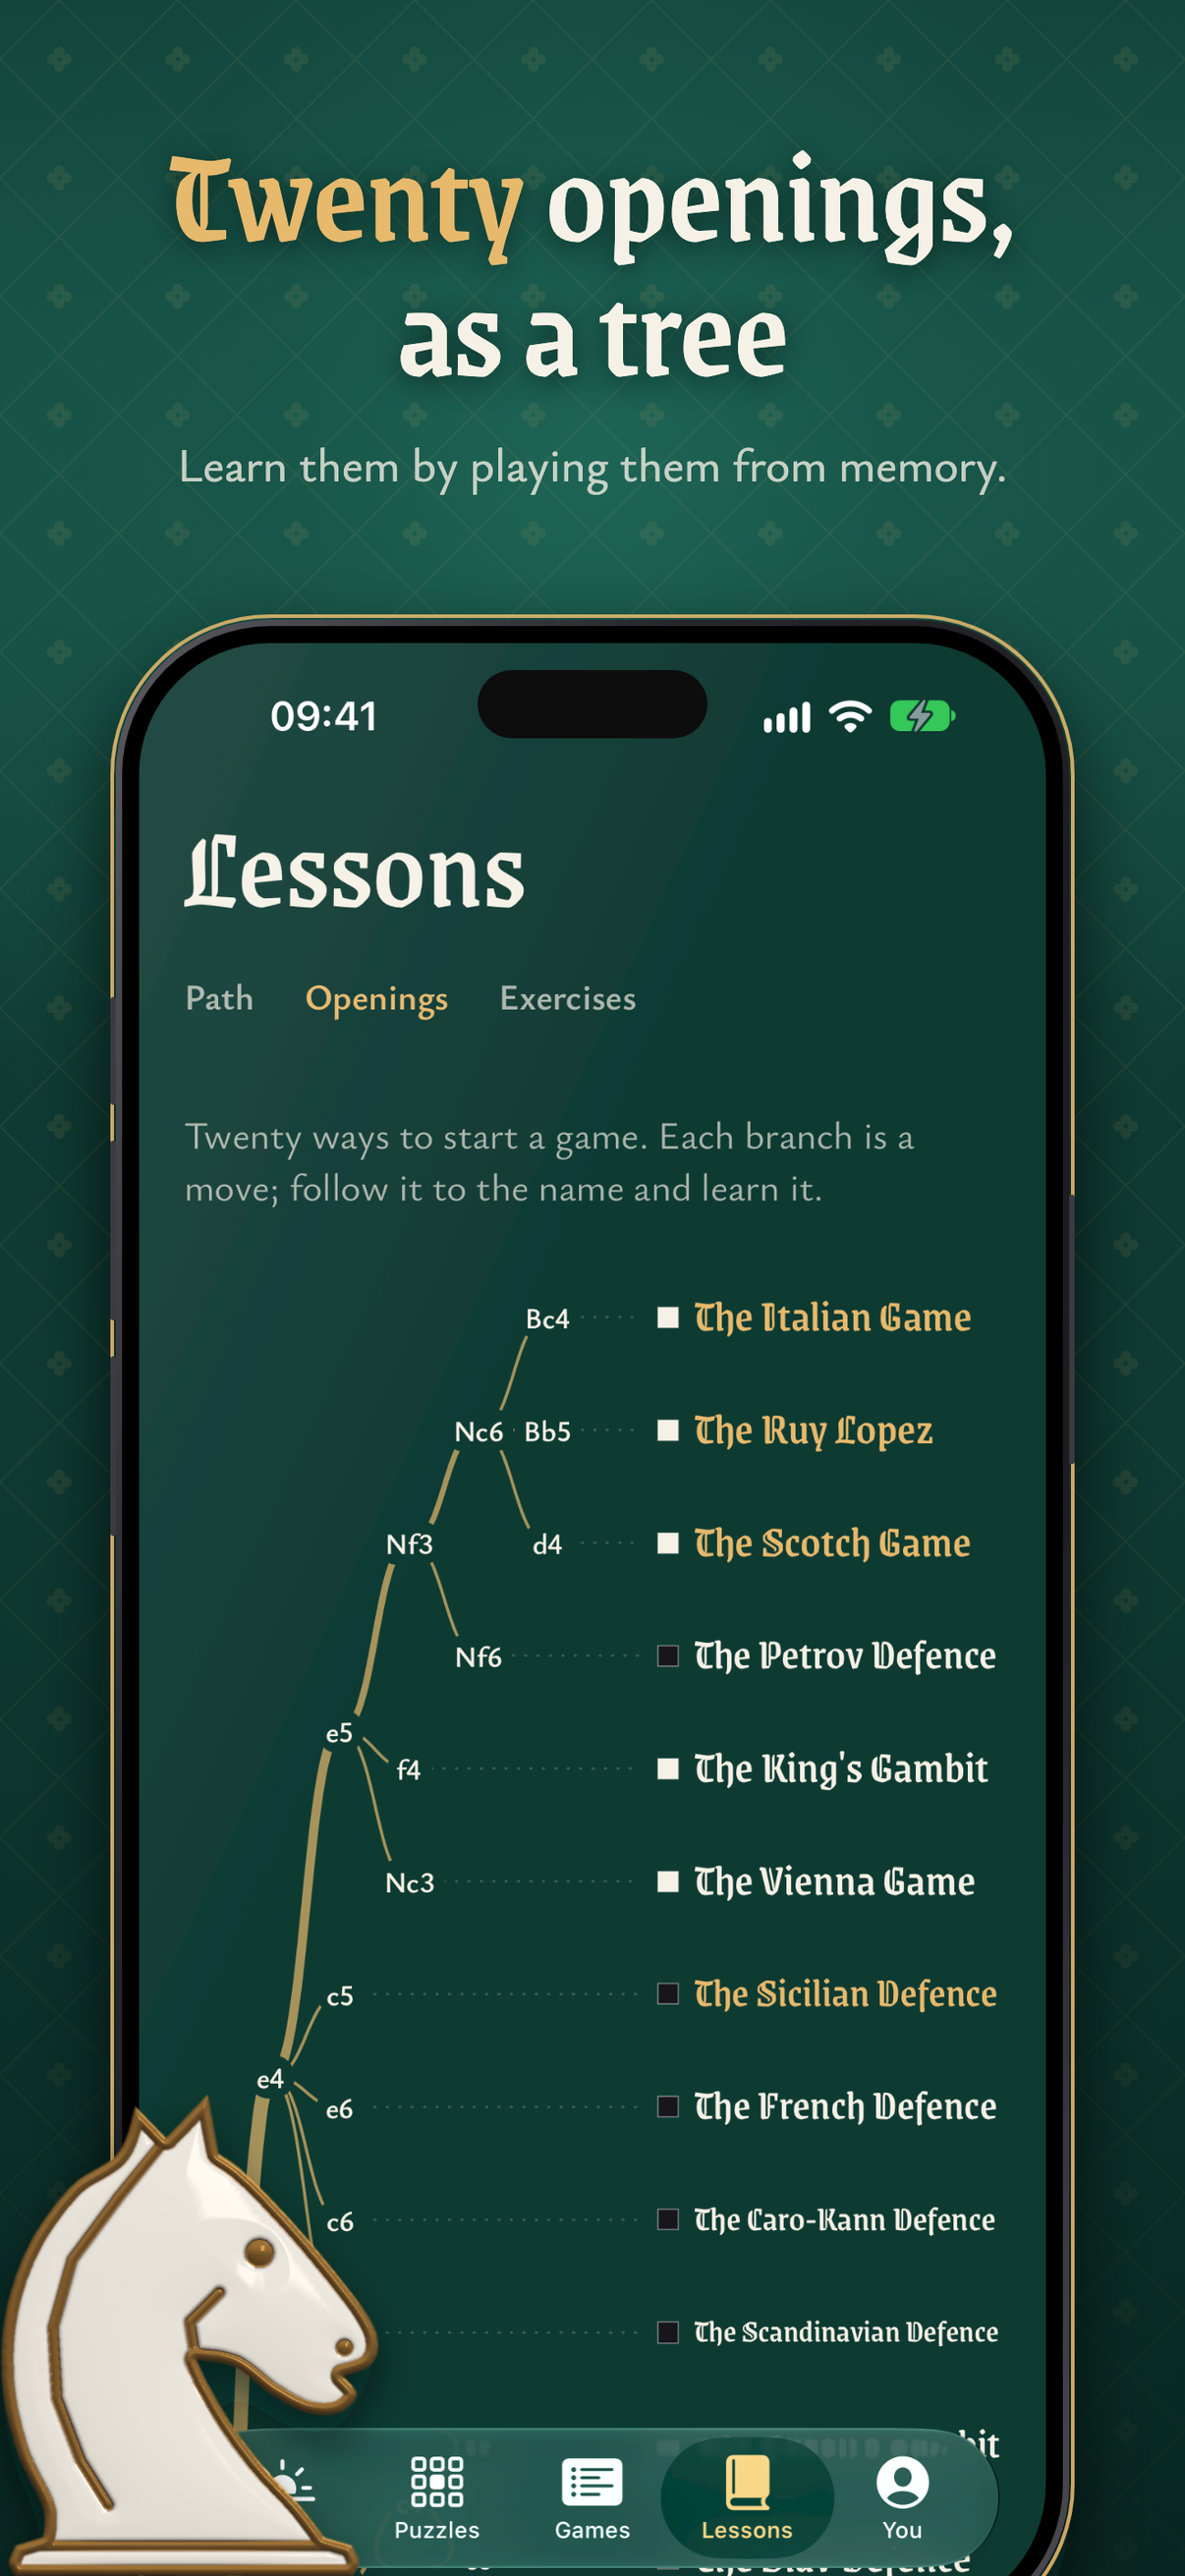 Twenty openings,
as a tree
Learn them by playing them from memory.
09:41
Lessons
Path Openings Exercises
Twenty ways to start a game. Each branch is a
move; follow it to the name and learn it.
Bc4 The Italian Game
Nc6 Bb5 The Ruy Lopez
Nf3 d4 The Scotch Game
Nf6 The Petrov Defence
e5
f4 The King's Gambit
Nc3 The Vienna Game
c5 The Sicilian Defence
e4
e6 The French Defence
c6 The Caro-Kann Defence
The Scandinavian Defence
Puzzles Games Lessons You